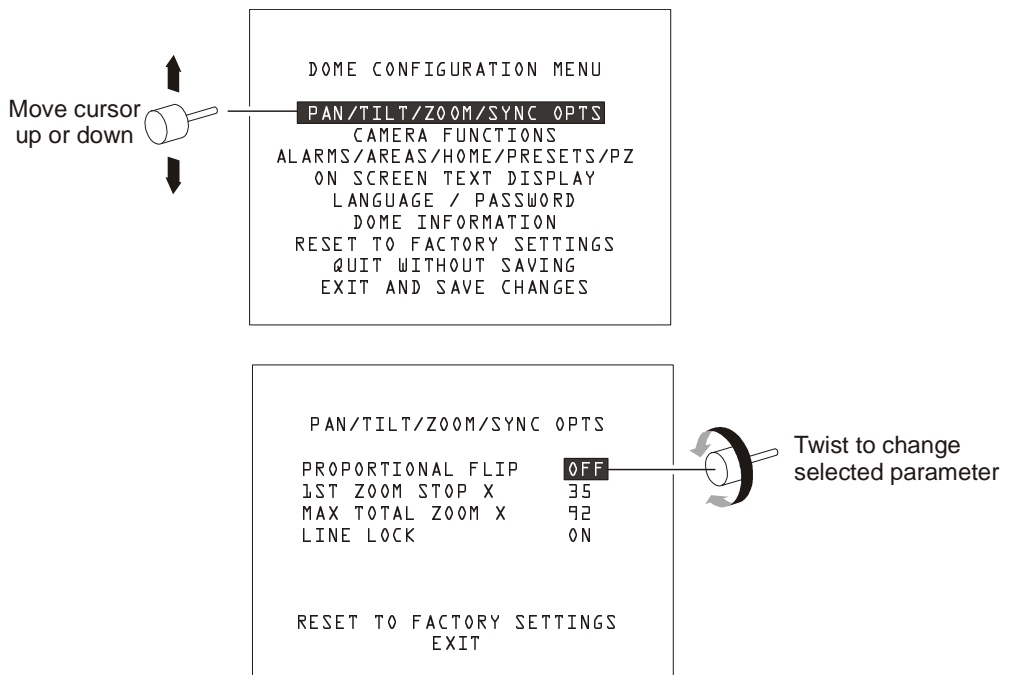 DOME CONFIGURATION MENU
Move cursor
up or down
PAN/TILT/ZOOM/SYNC OPTS
CAMERA FUNCTIONS
ALARMS/AREAS/HOME/PRESETS/PZ
ON SCREEN TEXT DISPLAY
LANGUAGE / PASSWORD
DOME INFORMATION
RESET TO FACTORY SETTINGS
QUIT WITHOUT SAVING
EXIT AND SAVE CHANGES
PAN/TILT/ZOOM/SYNC OPTS
PROPORTIONAL FLIP OFF
1ST ZOOM STOP X 35
MAX TOTAL ZOOM X 92
LINE LOCK ON
Twist to change
selected parameter
RESET TO FACTORY SETTINGS
EXIT